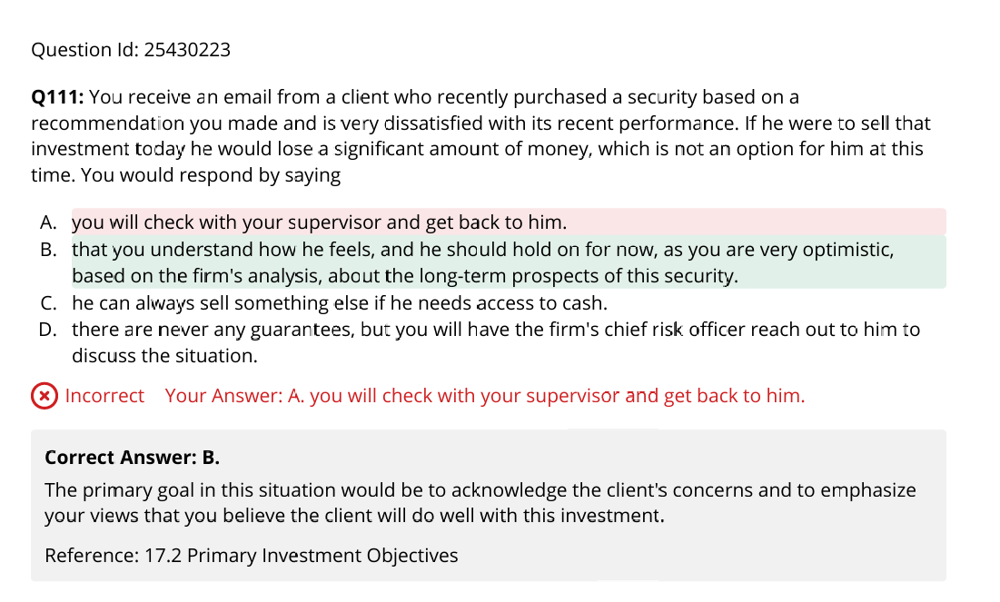 Question Id: 25430223
Q111: You receive an email from a client who recently purchased a security based on a
recommendation you made and is very dissatisfied with its recent performance. If he were to sell that
investment today he would lose a significant amount of money, which is not an option for him at this
time. You would respond by saying
A. you will check with your supervisor and get back to him.
B. that you understand how he feels, and he should hold on for now, as you are very optimistic,
based on the firm's analysis, about the long-term prospects of this security.
C. he can always sell something else if he needs access to cash.
D. there are never any guarantees, but you will have the firm's chief risk officer reach out to him to
discuss the situation.
Incorrect Your Answer: A. you will check with your supervisor and get back to him.
Correct Answer: B.
The primary goal in this situation would be to acknowledge the client's concerns and to emphasize
your views that you believe the client will do well with this investment.
Reference: 17.2 Primary Investment Objectives